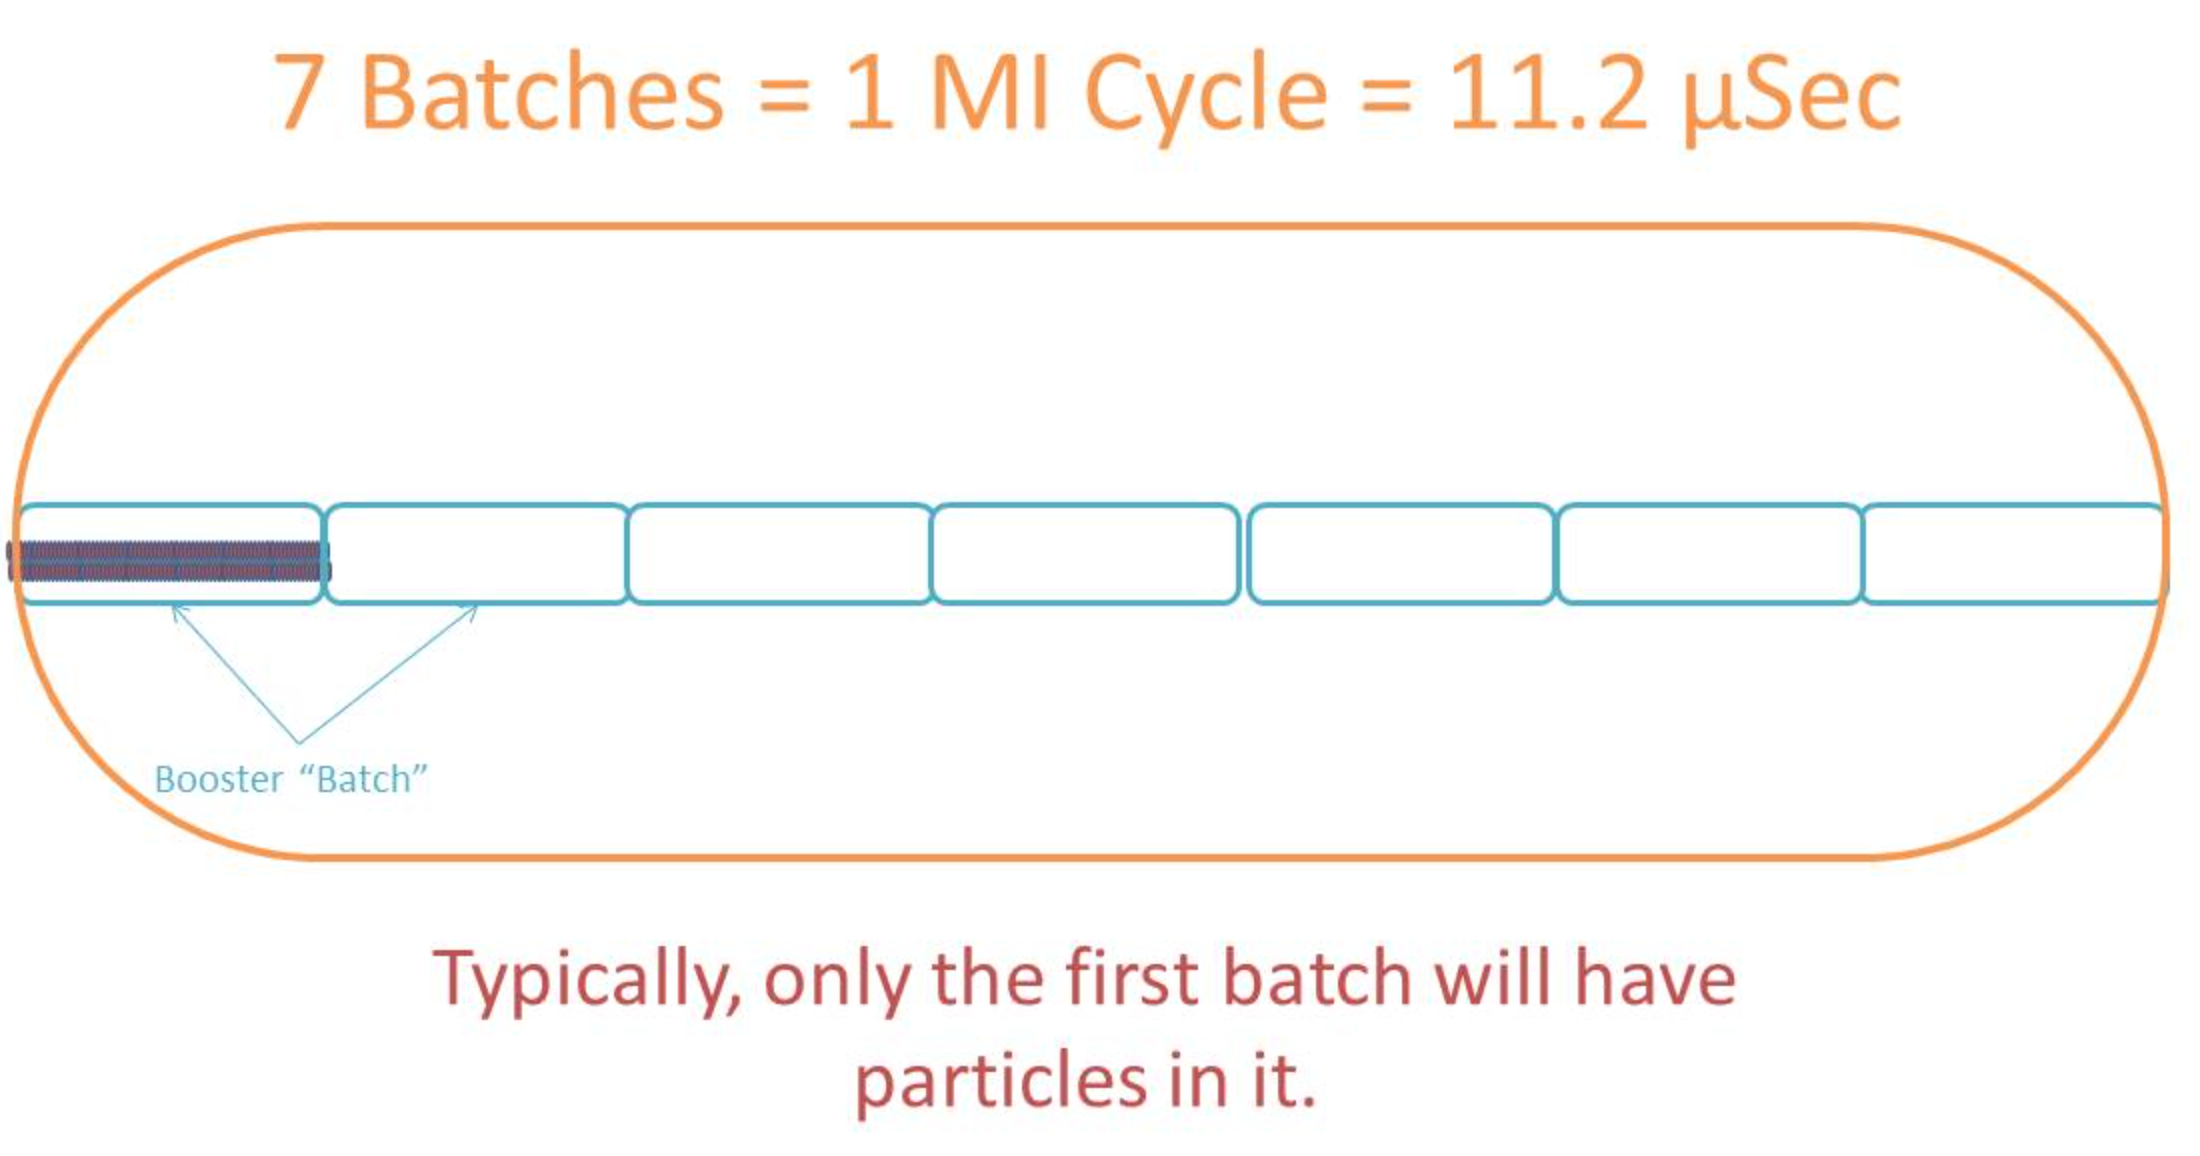 7 Batches = 1 MI Cycle = 11.2 μSec
Booster “Batch”
Typically, only the first batch will have
particles in it.